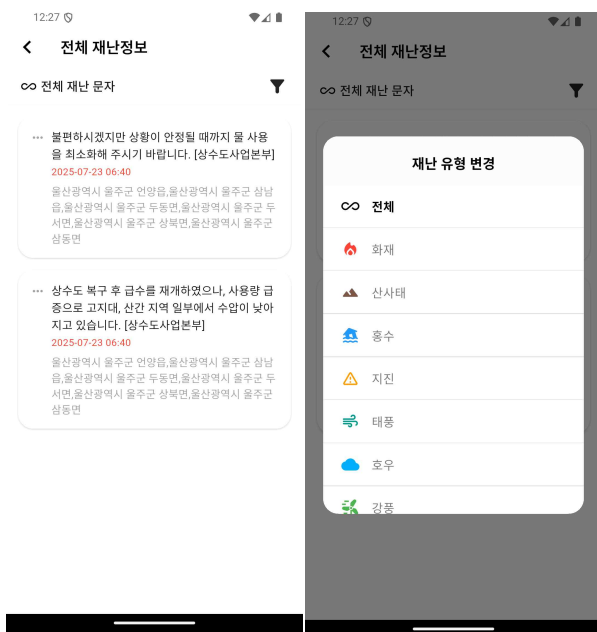 12:27
전체 재난정보
전체 재난 문자
불편하시겠지만 상황이 안정될 때까지 물 사용
을 최소화해 주시기 바랍니다. [상수도사업본부]
2025-07-23 06:40
울산광역시 울주군 언양읍,울산광역시 울주군 삼남
읍,울산광역시 울주군 두동면,울산광역시 울주군 두
서면,울산광역시 울주군 상북면,울산광역시 울주군
삼동면
상수도 복구 후 급수를 재개하였으나, 사용량 급
증으로 고지대, 산간 지역 일부에서 수압이 낮아
지고 있습니다. [상수도사업본부]
2025-07-23 06:40
울산광역시 울주군 언양읍,울산광역시 울주군 삼남
읍,울산광역시 울주군 두동면,울산광역시 울주군 두
서면,울산광역시 울주군 상북면,울산광역시 울주군
삼동면
12:27
전체 재난정보
전체 재난 문자
재난 유형 변경
전체
화재
산사태
홍수
지진
태풍
호우
강풍